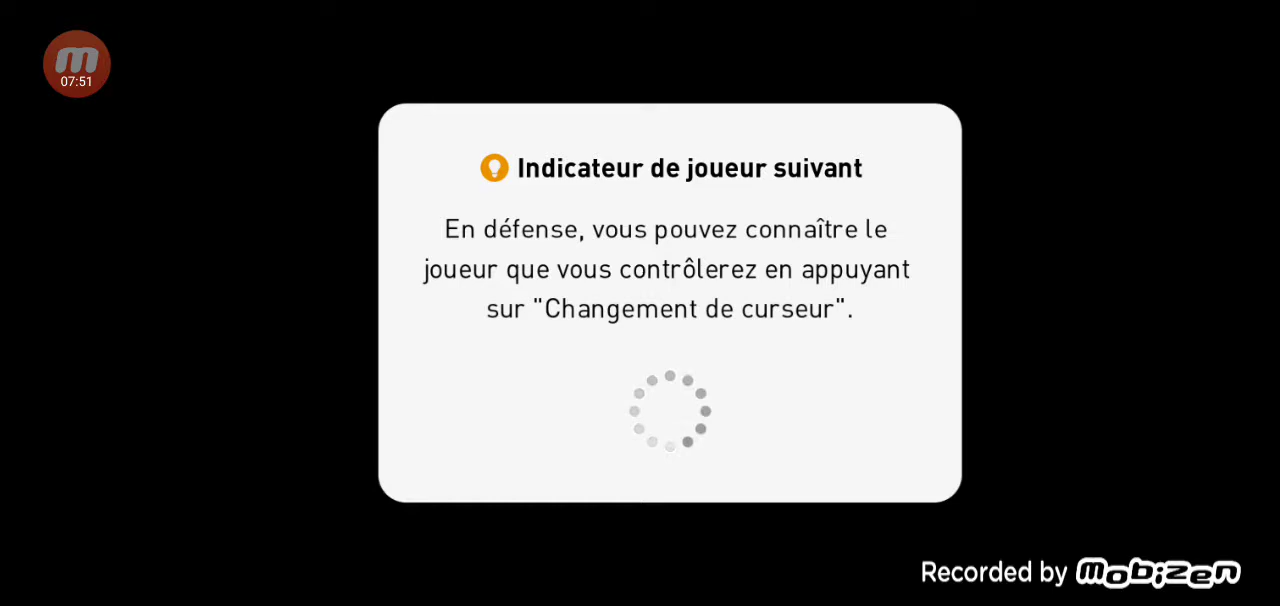 m
07:51
Indicateur de joueur suivant
En défense, vous pouvez connaître le
joueur que vous contrôlerez en appuyant
sur "Changement de curseur".
Recorded by mobizen